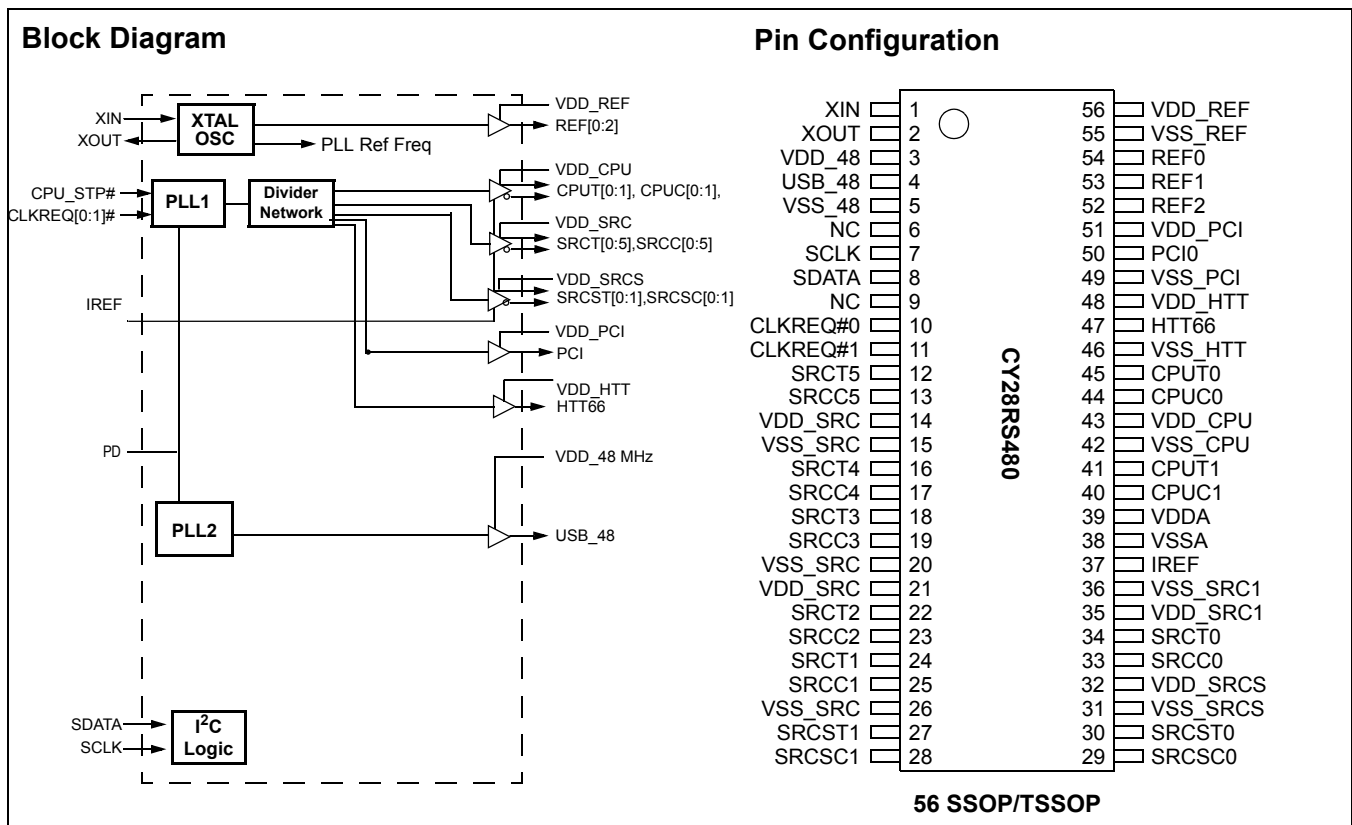 Block Diagram
XIN
XOUT
XTAL
OSC
PLL Ref Freq
VDD_REF
REF[0:2]
CPU_STP#
CLKREQ[0:1]#
PLL1
Divider
Network
VDD_CPU
CPUT[0:1], CPUC[0:1],
VDD_SRC
SRCT[0:5],SRCC[0:5]
VDD_SRCS
SRCST[0:1],SRCSC[0:1]
IREF
VDD_PCI
PCI
VDD_HTT
HTT66
PD
VDD_48 MHz
PLL2
USB_48
SDATA
SCLK
I2C
Logic
Pin Configuration
XIN 1 56 VDD_REF
XOUT 2 55 VSS_REF
VDD_48 3 54 REF0
USB_48 4 53 REF1
VSS_48 5 52 REF2
NC 6 51 VDD_PCI
SCLK 7 50 PCI0
SDATA 8 49 VSS_PCI
NC 9 48 VDD_HTT
CLKREQ#0 10 47 HTT66
CLKREQ#1 11 46 VSS_HTT
SRCT5 12 45 CPUT0
SRCC5 13 44 CPUC0
VDD_SRC 14 43 VDD_CPU
VSS_SRC 15 42 VSS_CPU
SRCT4 16 41 CPUT1
SRCC4 17 40 CPUC1
SRCT3 18 39 VDDA
SRCC3 19 38 VSSA
VSS_SRC 20 37 IREF
VDD_SRC 21 36 VSS_SRC1
SRCT2 22 35 VDD_SRC1
SRCC2 23 34 SRCT0
SRCT1 24 33 SRCC0
SRCC1 25 32 VDD_SRCS
VSS_SRC 26 31 VSS_SRCS
SRCST1 27 30 SRCST0
SRCSC1 28 29 SRCSC0
CY28RS480
56 SSOP/TSSOP